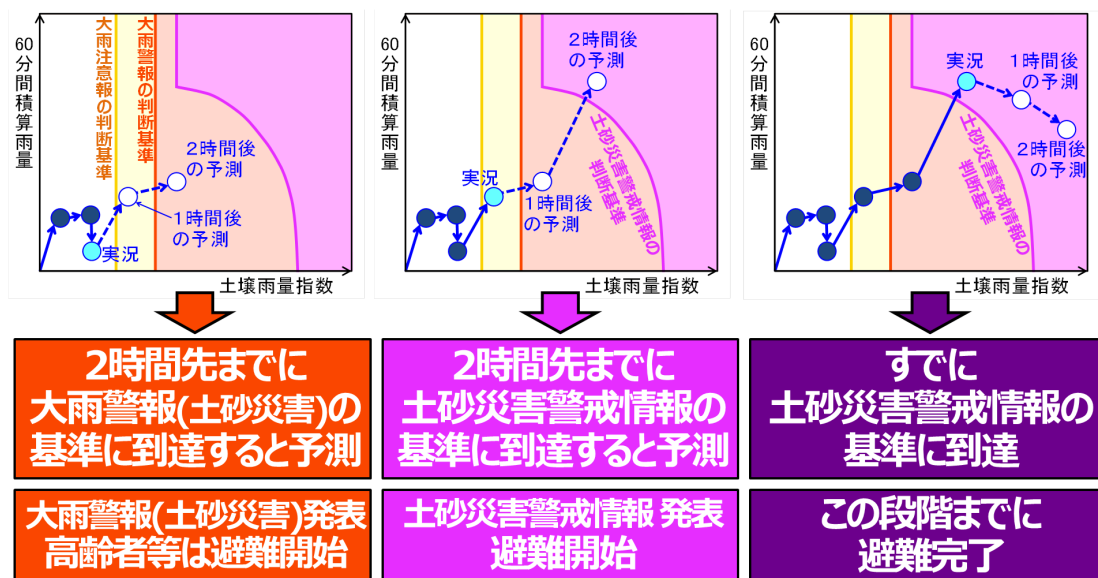 60分間積算雨量
大雨注意報の判断基準
大雨警報の判断基準
2時間後
の予測
1時間後
の予測
実況
土壌雨量指数
60分間積算雨量
2時間後
の予測
実況
1時間後
の予測
土砂災害警戒情報の
判断基準
土壌雨量指数
60分間積算雨量
実況
1時間後
の予測
2時間後
の予測
土砂災害警戒情報の
判断基準
土壌雨量指数
2時間先までに
大雨警報(土砂災害)の
基準に到達すると予測
2時間先までに
土砂災害警戒情報の
基準に到達すると予測
すでに
土砂災害警戒情報の
基準に到達
大雨警報(土砂災害)発表
高齢者等は避難開始
土砂災害警戒情報 発表
避難開始
この段階までに
避難完了